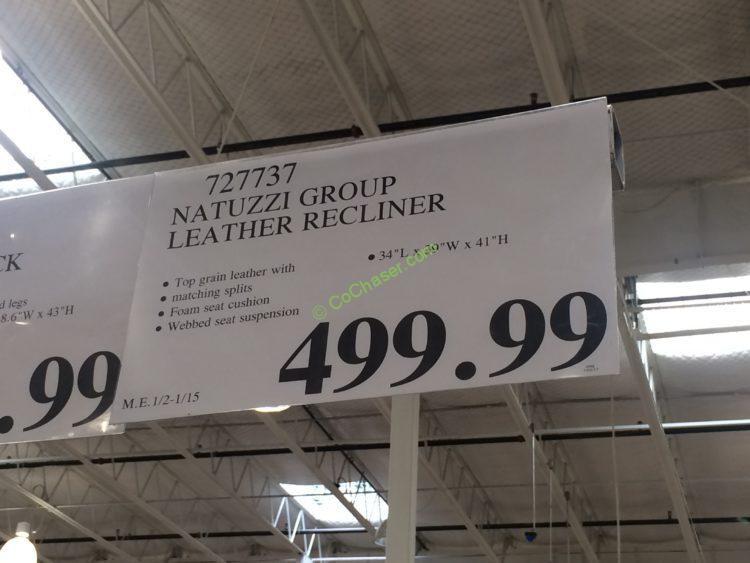 727737
NATUZZI GROUP
LEATHER RECLINER
• Top grain leather with
• matching splits
• Foam seat cushion
• Webbed seat suspension
• 34"L x 39"W x 41"H
499.99
M.E.1/2-1/15
CK
d legs
8.6"W x 43"H
.99
© CoChaser.com